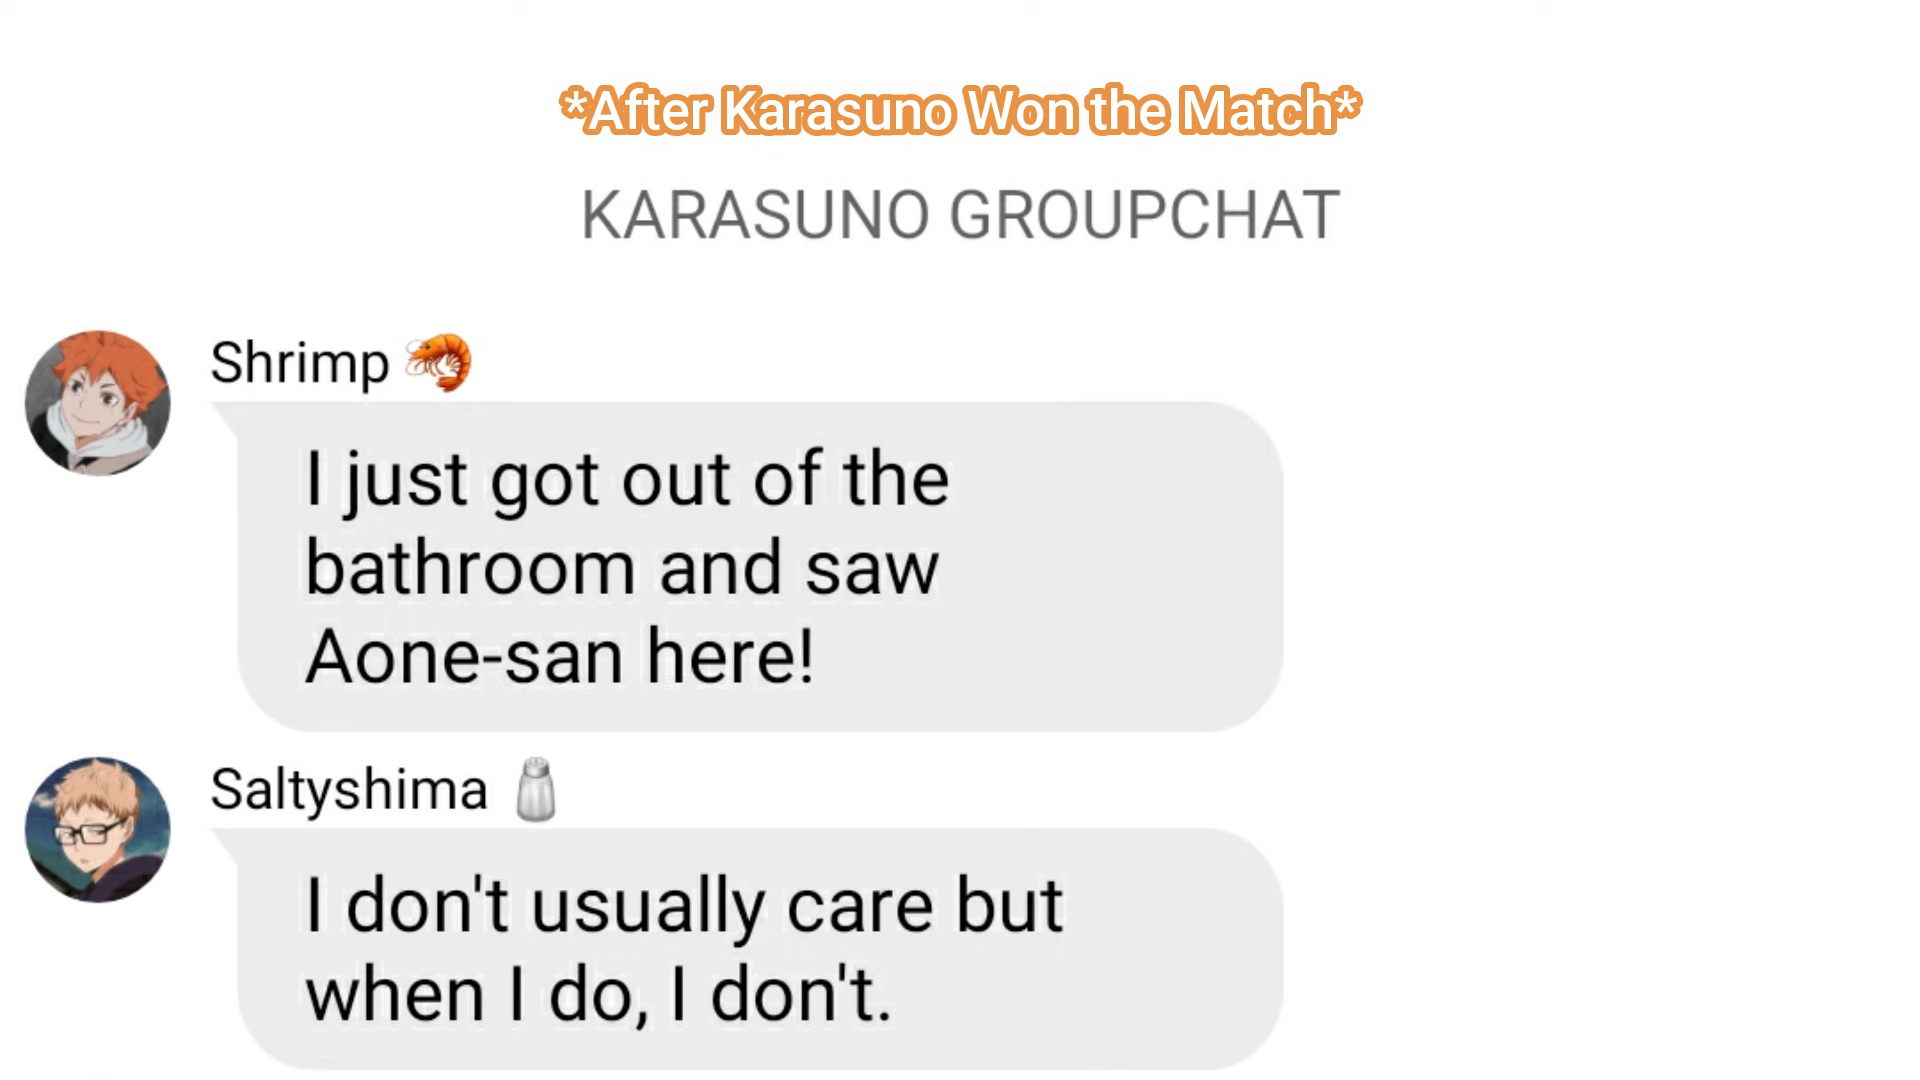 *After Karasuno Won the Match*
KARASUNO GROUPCHAT
Shrimp 🦐
I just got out of the
bathroom and saw
Aone-san here!
Saltyshima 🧂
I don't usually care but
when I do, I don't.